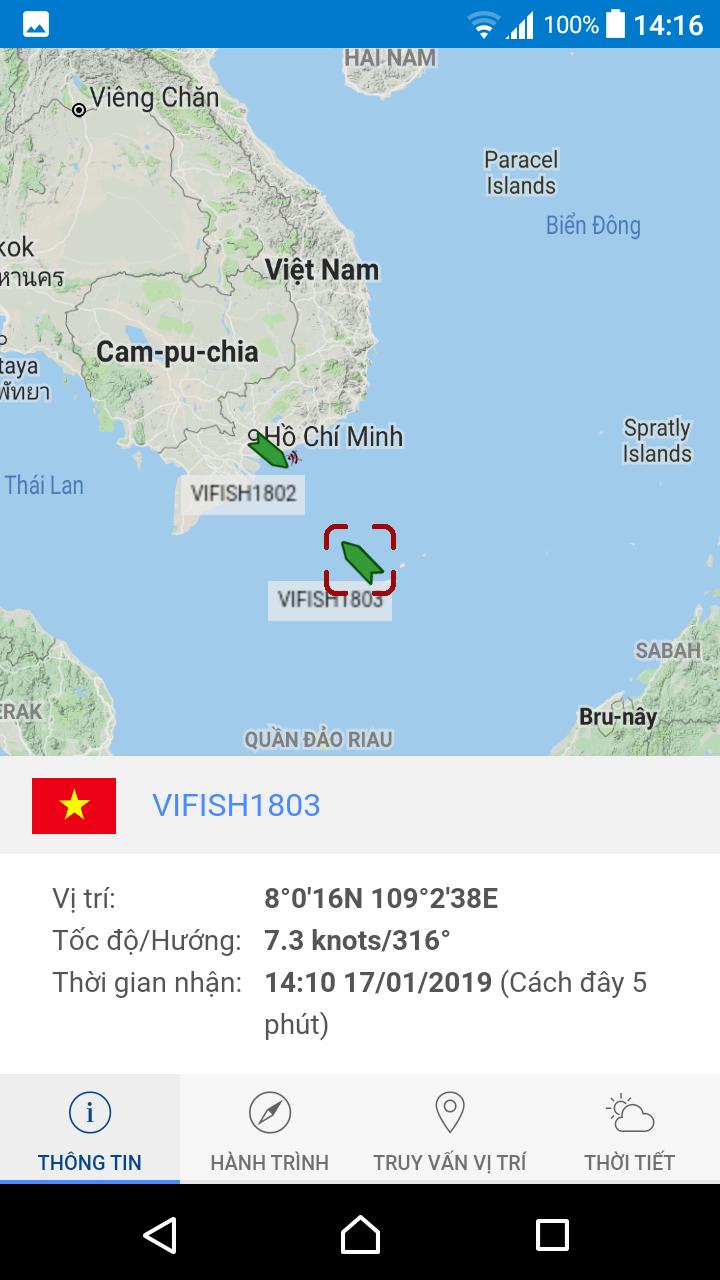 100% 14:16
HẢI NAM
Viêng Chăn
Paracel
Islands
Biển Đông
kok
หานคร
Việt Nam
Cam-pu-chia
taya
พัทยา
Hồ Chí Minh
Spratly
Islands
Thái Lan
VIFISH1802
VIFISH1803
SABAH
ERAK
Bru-nây
QUẦN ĐẢO RIAU
VIFISH1803
Vị trí: 8°0'16N 109°2'38E
Tốc độ/Hướng: 7.3 knots/316°
Thời gian nhận: 14:10 17/01/2019 (Cách đây 5
phút)
THÔNG TIN HÀNH TRÌNH TRUY VẤN VỊ TRÍ THỜI TIẾT